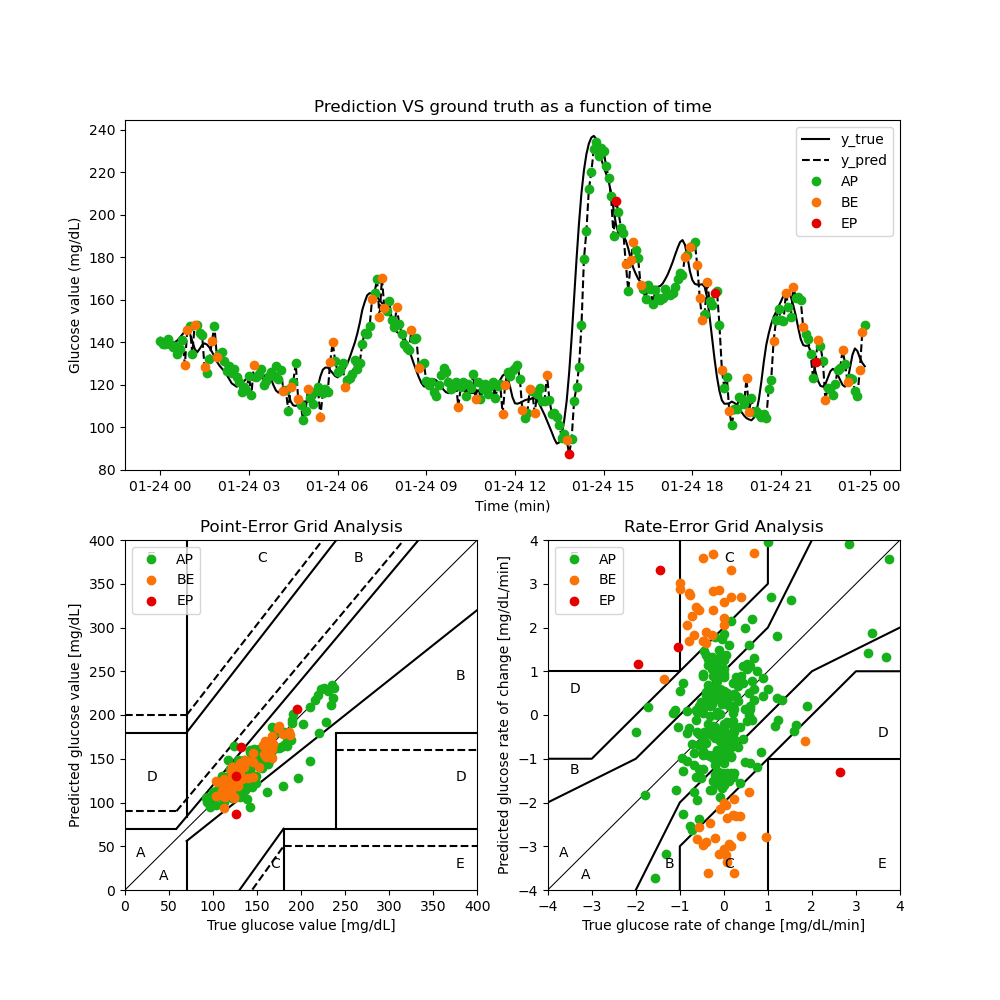 Prediction VS ground truth as a function of time
Glucose value (mg/dL)
240
220
200
180
160
140
120
100
80
y_true
y_pred
AP
BE
EP
01-24 00 01-24 03 01-24 06 01-24 09 01-24 12 01-24 15 01-24 18 01-24 21 01-25 00
Time (min)
Point-Error Grid Analysis
Predicted glucose value [mg/dL]
400
350
300
250
200
150
100
50
0
AP
BE
EP
C
B
B
D
D
A
A
C
E
0 50 100 150 200 250 300 350 400
True glucose value [mg/dL]
Rate-Error Grid Analysis
Predicted glucose rate of change [mg/dL/min]
4
3
2
1
0
−1
−2
−3
−4
AP
BE
EP
C
D
D
B
A
A
B
C
E
−4 −3 −2 −1 0 1 2 3 4
True glucose rate of change [mg/dL/min]